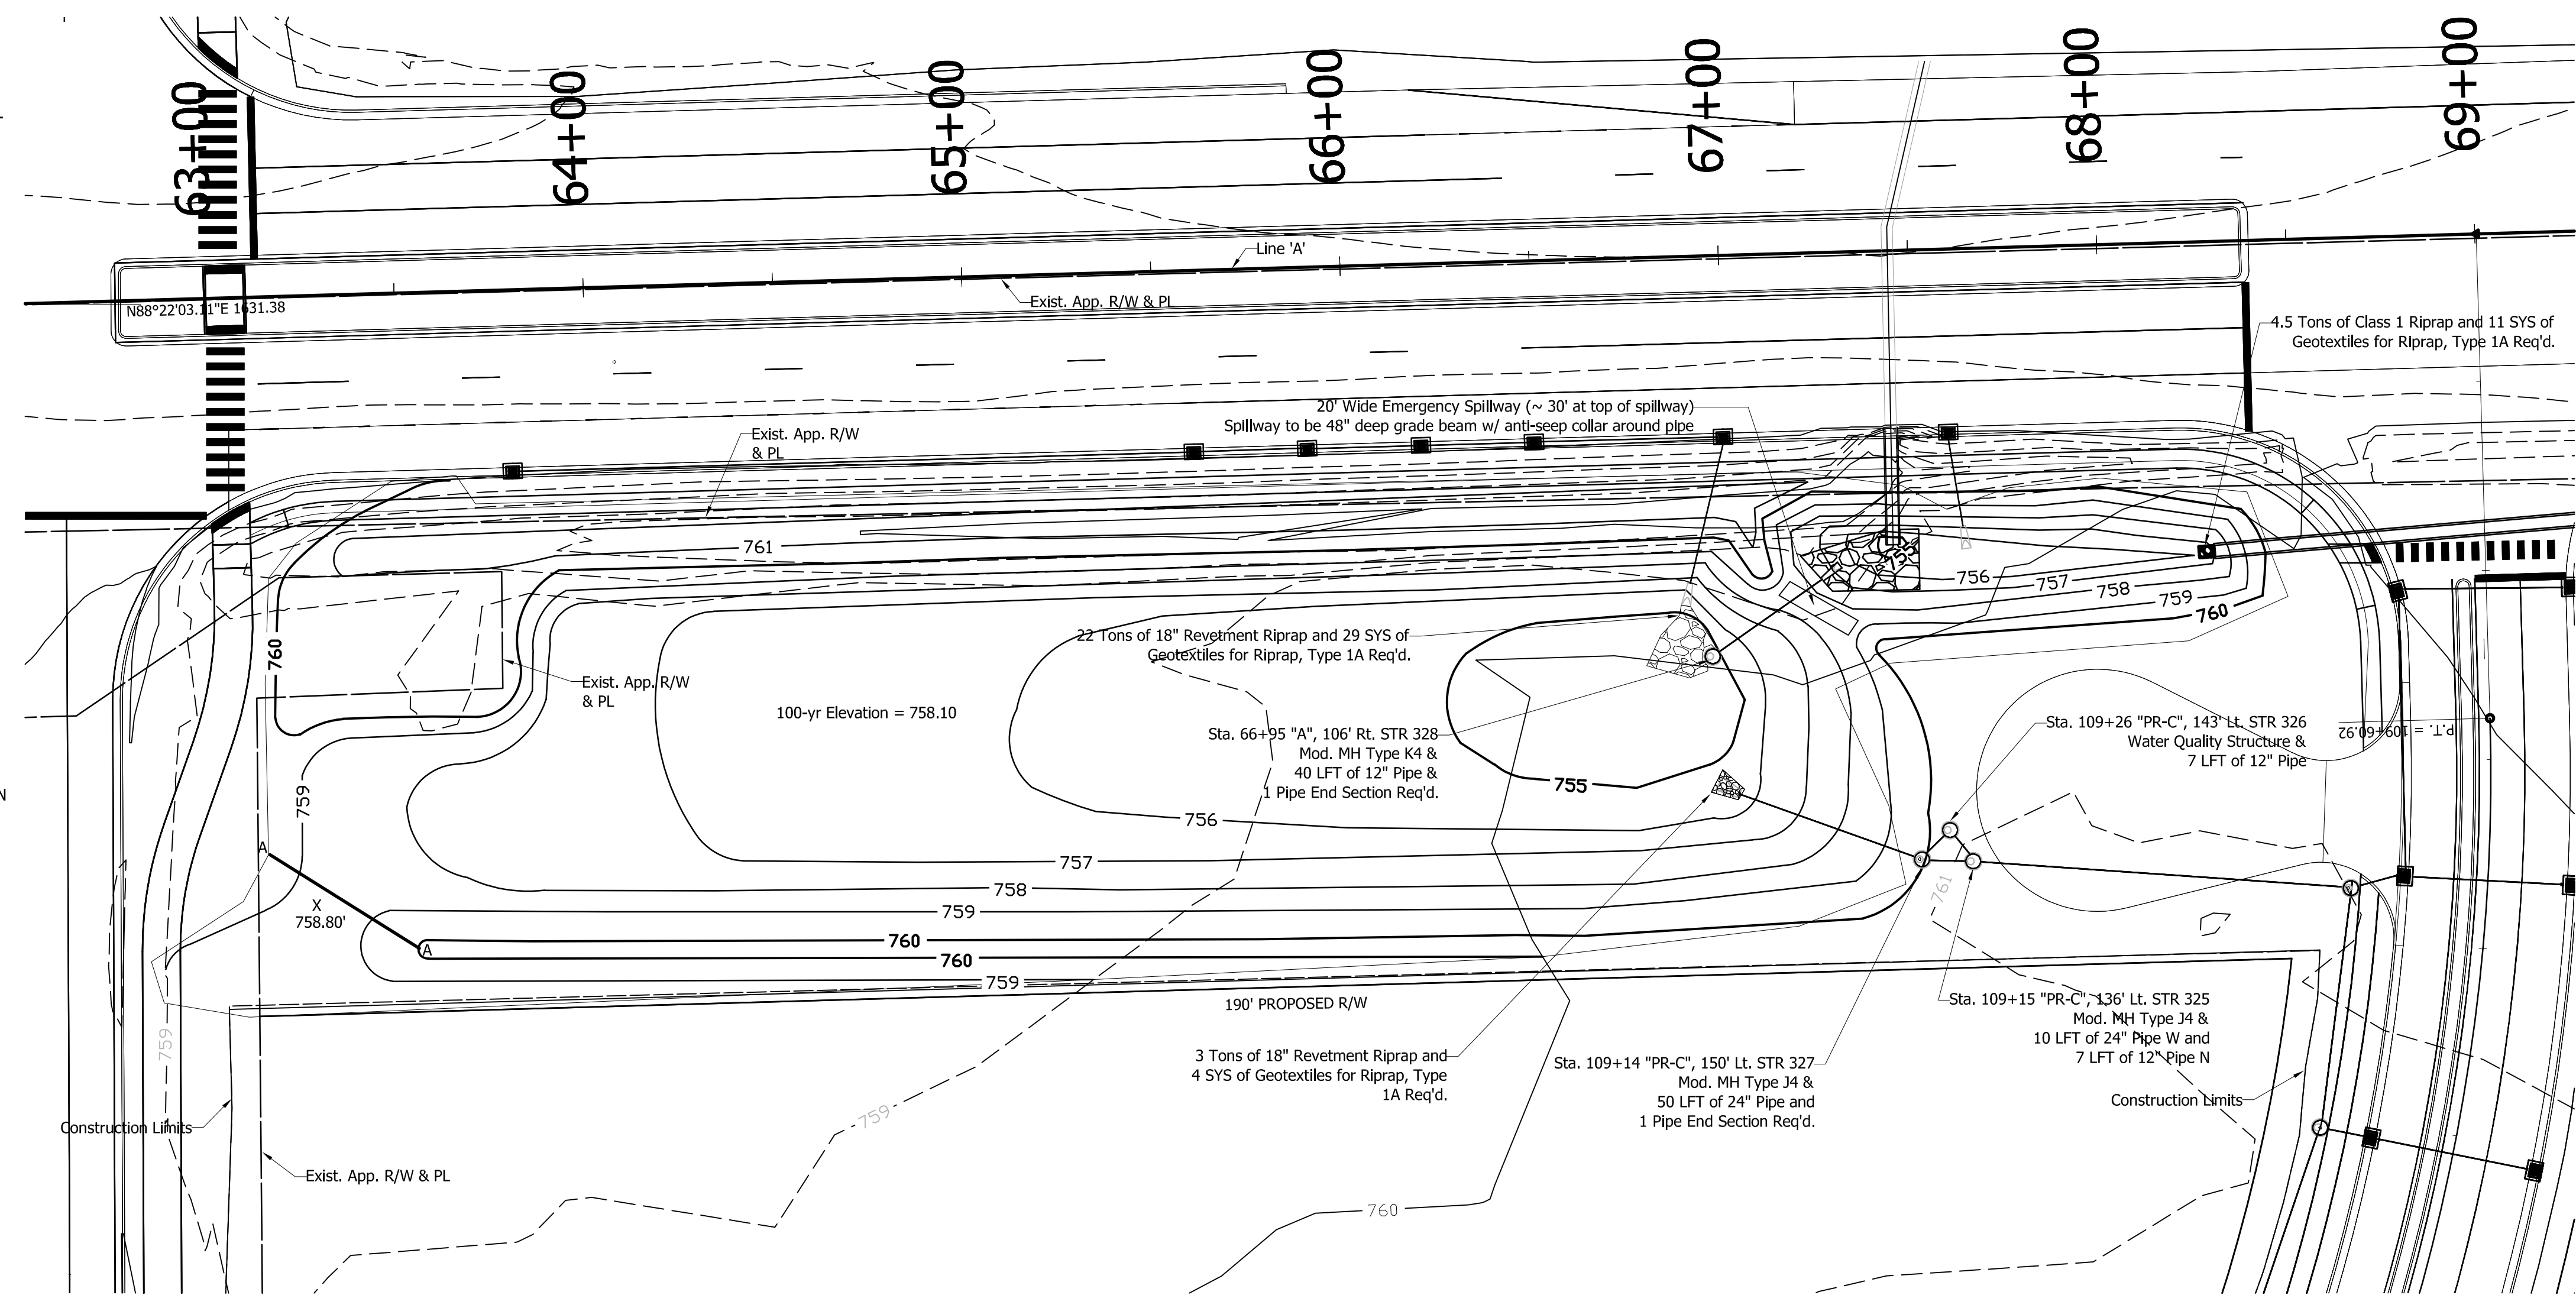 63+00
64+00
65+00
66+00
67+00
68+00
69+00
Line 'A'
Exist. App. R/W & PL
N88°22'03.11"E 1631.38
4.5 Tons of Class 1 Riprap and 11 SYS of
Geotextiles for Riprap, Type 1A Req'd.
20' Wide Emergency Spillway (~ 30' at top of spillway)
Spillway to be 48" deep grade beam w/ anti-seep collar around pipe
Exist. App. R/W
& PL
761
755
756
757
758
759
760
760
22 Tons of 18" Revetment Riprap and 29 SYS of
Geotextiles for Riprap, Type 1A Req'd.
Exist. App. R/W
& PL
100-yr Elevation = 758.10
Sta. 66+95 "A", 106' Rt. STR 328
Mod. MH Type K4 &
40 LFT of 12" Pipe &
1 Pipe End Section Req'd.
Sta. 109+26 "PR-C", 143' Lt. STR 326
Water Quality Structure &
7 LFT of 12" Pipe
P.T. = 109+60.92
755
759
756
757
758
759
760
760
759
761
A
X
758.80'
A
N
190' PROPOSED R/W
Sta. 109+15 "PR-C", 136' Lt. STR 325
Mod. MH Type J4 &
10 LFT of 24" Pipe W and
7 LFT of 12" Pipe N
3 Tons of 18" Revetment Riprap and
4 SYS of Geotextiles for Riprap, Type
1A Req'd.
Sta. 109+14 "PR-C", 150' Lt. STR 327
Mod. MH Type J4 &
50 LFT of 24" Pipe and
1 Pipe End Section Req'd.
Construction Limits
759
759
Construction Limits
Exist. App. R/W & PL
760